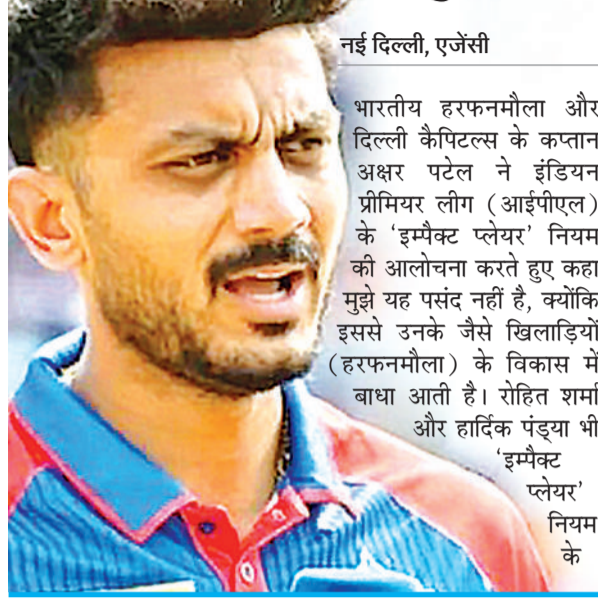 नई दिल्ली, एजेंसी
भारतीय हरफनमौला और
दिल्ली कैपिटल्स के कप्तान
अक्षर पटेल ने इंडियन
प्रीमियर लीग (आईपीएल)
के 'इम्पैक्ट प्लेयर' नियम
की आलोचना करते हुए कहा
मुझे यह पसंद नहीं है, क्योंकि
इससे उनके जैसे खिलाड़ियों
(हरफनमौला) के विकास में
बाधा आती है। रोहित शर्मा
और हार्दिक पंड्या भी
'इम्पैक्ट
प्लेयर'
नियम
के